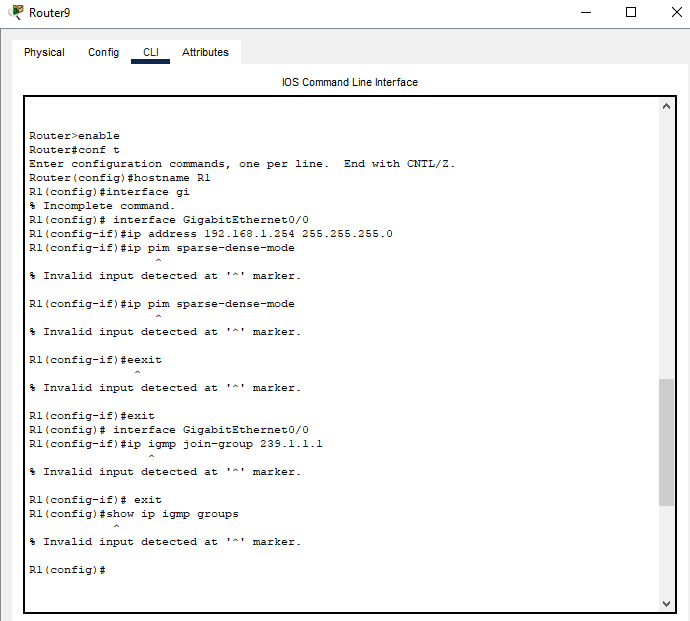 Router9
Physical Config CLI Attributes
IOS Command Line Interface
Router>enable
Router#conf t
Enter configuration commands, one per line.  End with CNTL/Z.
Router(config)#hostname R1
R1(config)#interface gi
% Incomplete command.
R1(config)# interface GigabitEthernet0/0
R1(config-if)#ip address 192.168.1.254 255.255.255.0
R1(config-if)#ip pim sparse-dense-mode
^
% Invalid input detected at '^' marker.
R1(config-if)#ip pim sparse-dense-mode
^
% Invalid input detected at '^' marker.
R1(config-if)#eexit
^
% Invalid input detected at '^' marker.
R1(config-if)#exit
R1(config)# interface GigabitEthernet0/0
R1(config-if)#ip igmp join-group 239.1.1.1
^
% Invalid input detected at '^' marker.
R1(config-if)# exit
R1(config)#show ip igmp groups
^
% Invalid input detected at '^' marker.
R1(config)#